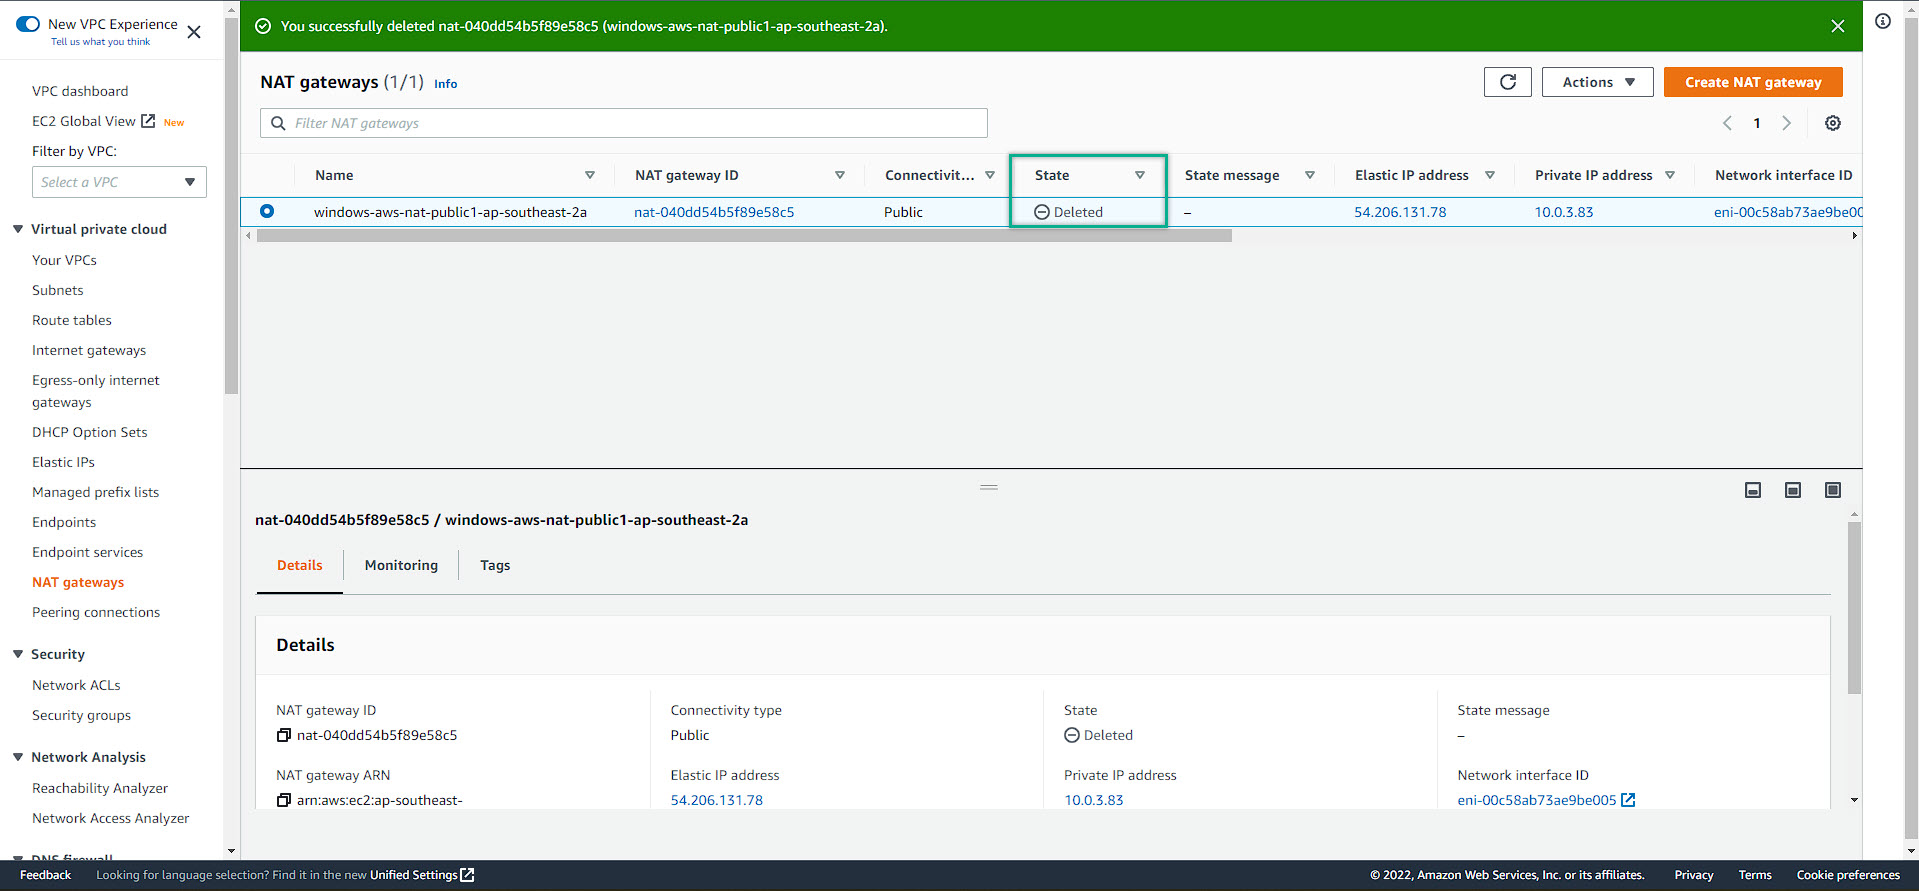 New VPC Experience
Tell us what you think
VPC dashboard
EC2 Global View New
Filter by VPC:
Select a VPC
Virtual private cloud
Your VPCs
Subnets
Route tables
Internet gateways
Egress-only internet
gateways
DHCP Option Sets
Elastic IPs
Managed prefix lists
Endpoints
Endpoint services
NAT gateways
Peering connections
Security
Network ACLs
Security groups
Network Analysis
Reachability Analyzer
Network Access Analyzer
DNS firewall
You successfully deleted nat-040dd54b5f89e58c5 (windows-aws-nat-public1-ap-southeast-2a).
NAT gateways (1/1) Info
Actions
Create NAT gateway
Filter NAT gateways
1
Name NAT gateway ID Connectivit... State State message Elastic IP address Private IP address Network interface ID
windows-aws-nat-public1-ap-southeast-2a nat-040dd54b5f89e58c5 Public Deleted – 54.206.131.78 10.0.3.83 eni-00c58ab73ae9be00
nat-040dd54b5f89e58c5 / windows-aws-nat-public1-ap-southeast-2a
Details Monitoring Tags
Details
NAT gateway ID Connectivity type State State message
nat-040dd54b5f89e58c5 Public Deleted –
NAT gateway ARN Elastic IP address Private IP address Network interface ID
arn:aws:ec2:ap-southeast- 54.206.131.78 10.0.3.83 eni-00c58ab73ae9be005
Feedback Looking for language selection? Find it in the new Unified Settings © 2022, Amazon Web Services, Inc. or its affiliates. Privacy Terms Cookie preferences